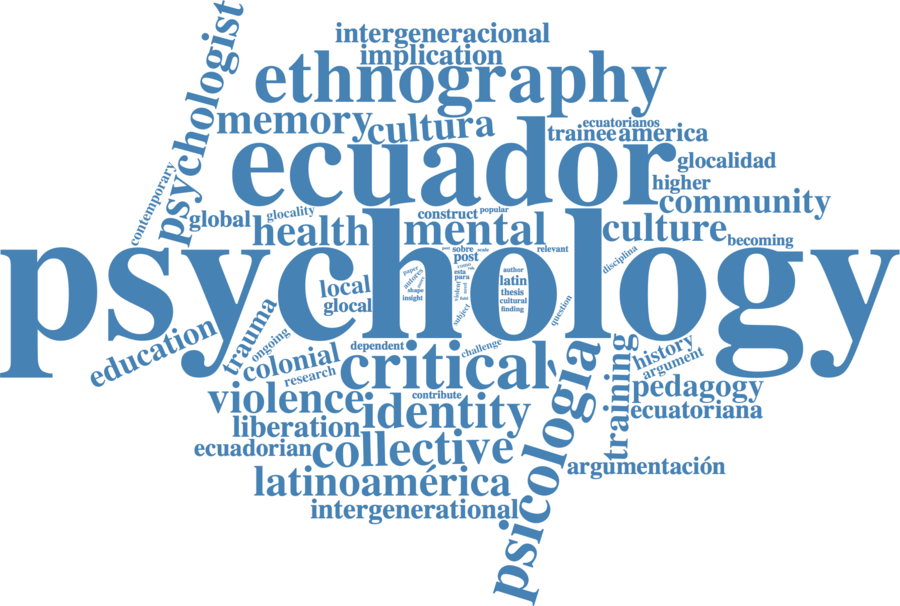 intergeneracional
implication
psychologist
ethnography
memory
cultura
ecuatorianos
trainee
america
ecuador
glocalidad
higher
community
contemporary
global
glocality
health
construct
popular
mental
culture
becoming
psychology
sobre
relevant
post
disciplina
paper
autores
shape
insight
esta
para
violent
subject
author
latin
thesis
cultural
finding
question
local
glocal
education
trauma
ongoing
colonial
research
dependent
critical
challenge
psicologia
training
history
argument
pedagogy
ecuatoriana
violence
contribute
identity
liberation
ecuadorian
collective
argumentación
latinoamérica
intergenerational